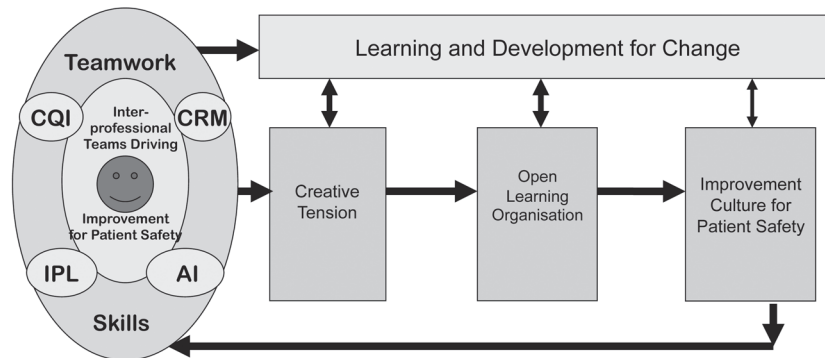 Teamwork
CQI
CRM
Inter-
professional
Teams Driving
Improvement
for Patient Safety
IPL
AI
Skills
Learning and Development for Change
Creative
Tension
Open
Learning
Organisation
Improvement
Culture for
Patient Safety